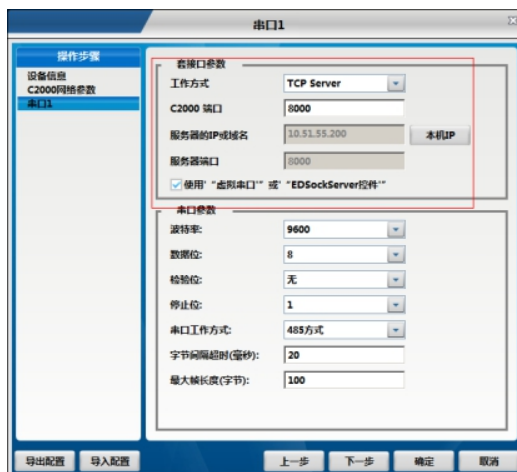 串口1
操作步骤
设备信息
C2000网络参数
串口1
套接口参数
工作方式 TCP Server
C2000 端口 8000
服务器的IP或域名 10.51.55.200 本机IP
服务器端口 8000
使用' "虚拟串口'" 或' "EDSockServer控件'"
串口参数
波特率: 9600
数据位: 8
检验位: 无
停止位: 1
串口工作方式: 485方式
字节间隔超时(毫秒): 20
最大帧长度(字节): 100
导出配置 导入配置 上一步 下一步 确定 取消